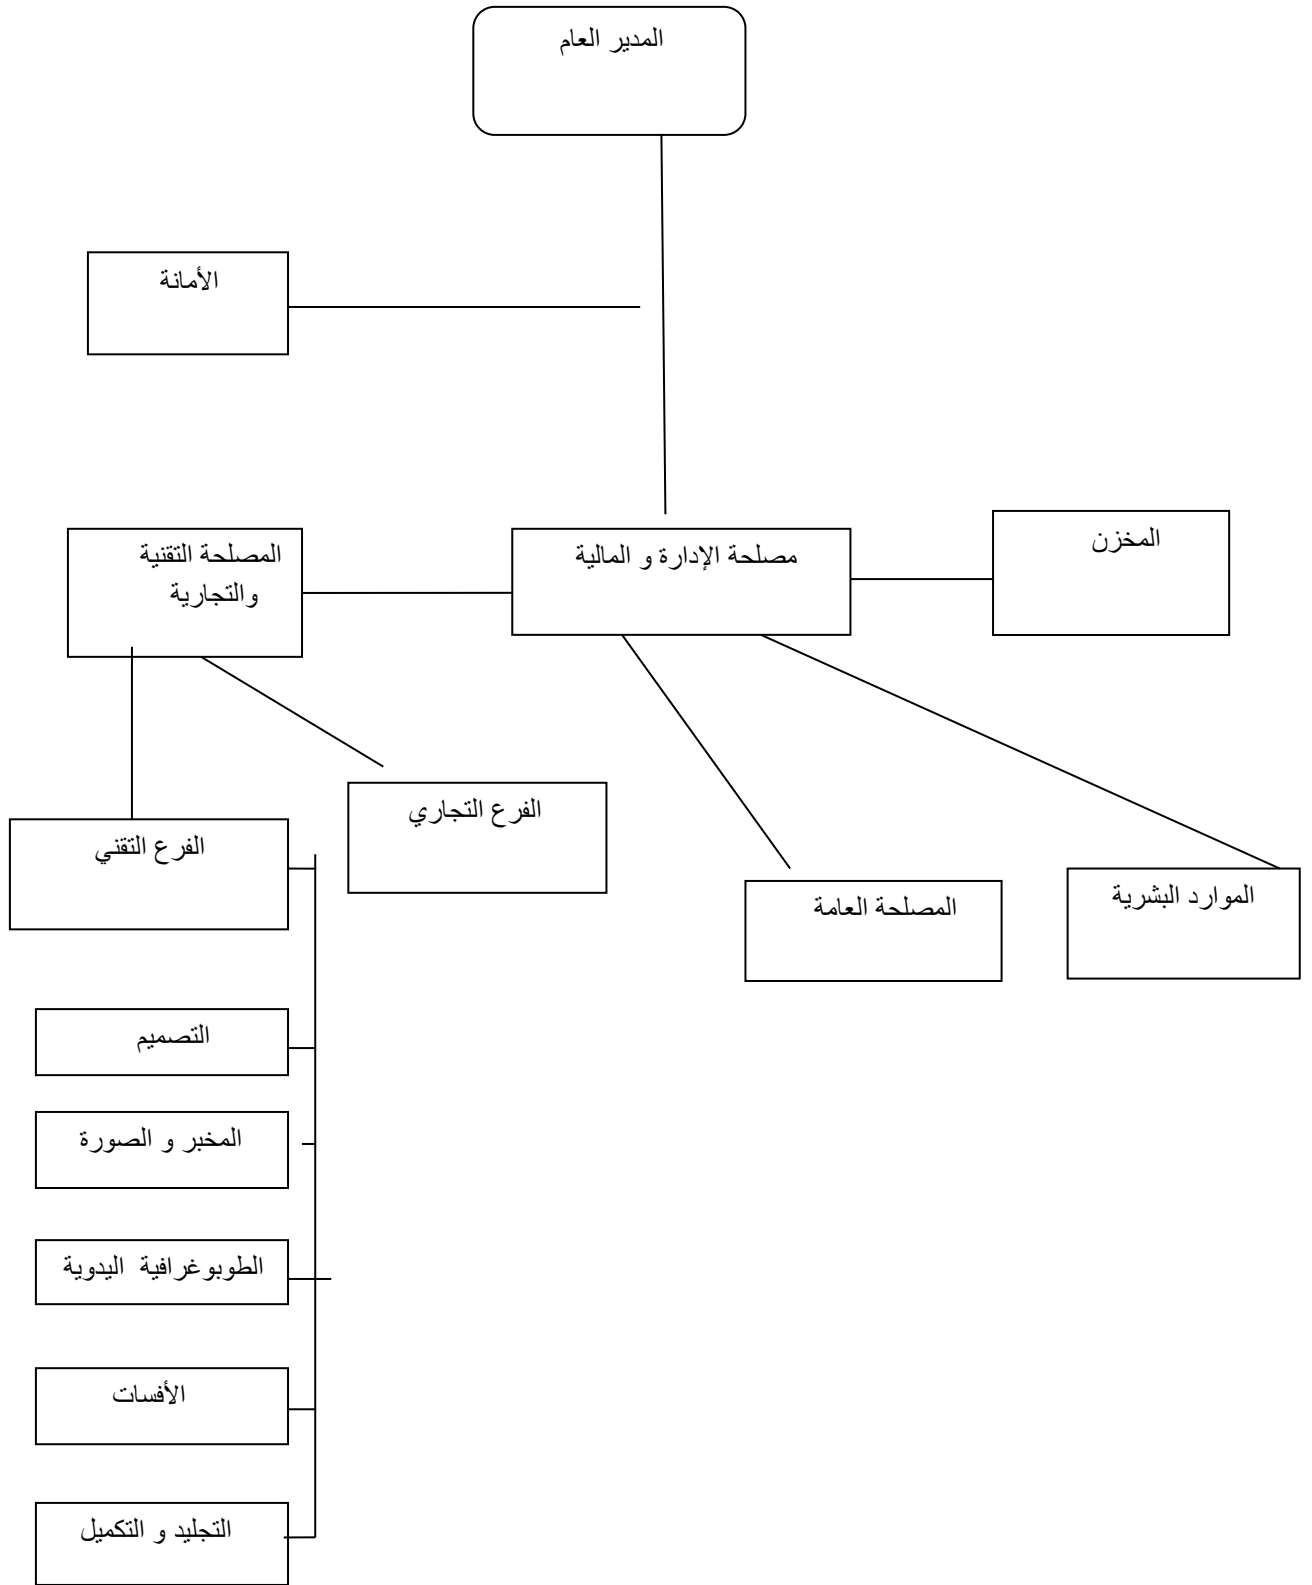 المدير العام
الأمانة
المخزن
مصلحة الإدارة و المالية
المصلحة التقنية
والتجارية
الفرع التجاري
الفرع التقني
الموارد البشرية
المصلحة العامة
التصميم
المخبر و الصورة
الطوبوغرافية اليدوية
الأفسات
التجليد و التكميل